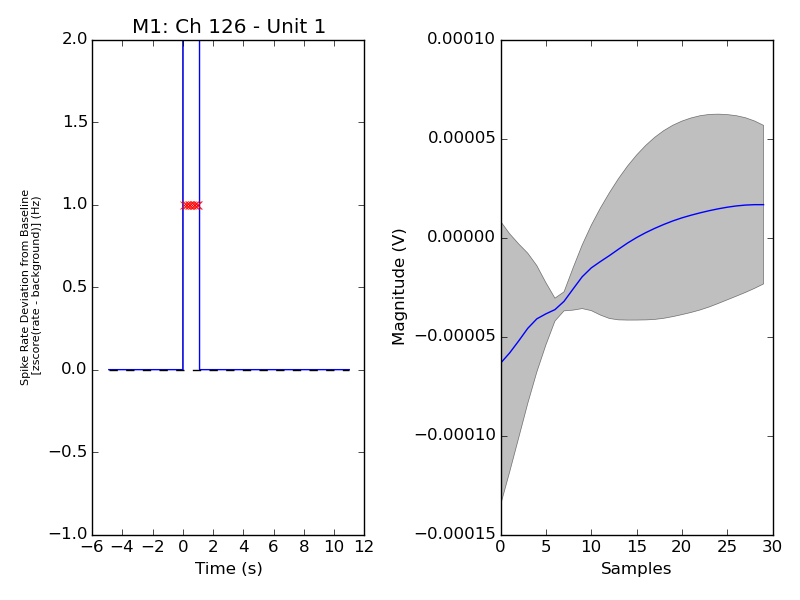 M1: Ch 126 - Unit 1
Spike Rate Deviation from Baseline
[zscore(rate - background)] (Hz)
2.0
1.5
1.0
0.5
0.0
−0.5
−1.0
−6 −4 −2 0 2 4 6 8 10 12
Time (s)
Magnitude (V)
0.00010
0.00005
0.00000
−0.00005
−0.00010
−0.00015
0 5 10 15 20 25 30
Samples